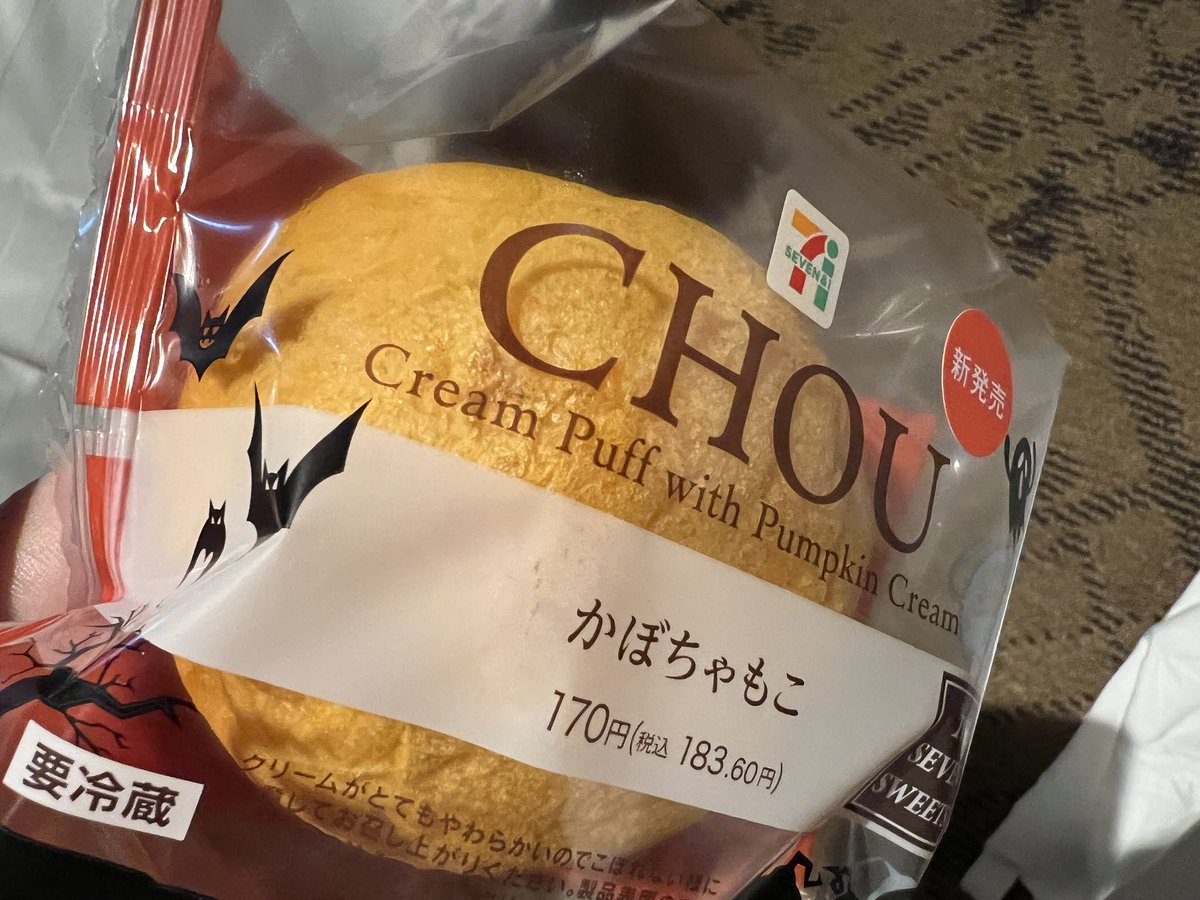 CHOU
Cream Puff with Pumpkin Cream
新発売
かぼちゃもこ
170円(税込 183.60円)
要冷蔵
クリームがとてもやわらかいのでこぼれない様に
してお召し上がりください。
SWEETS